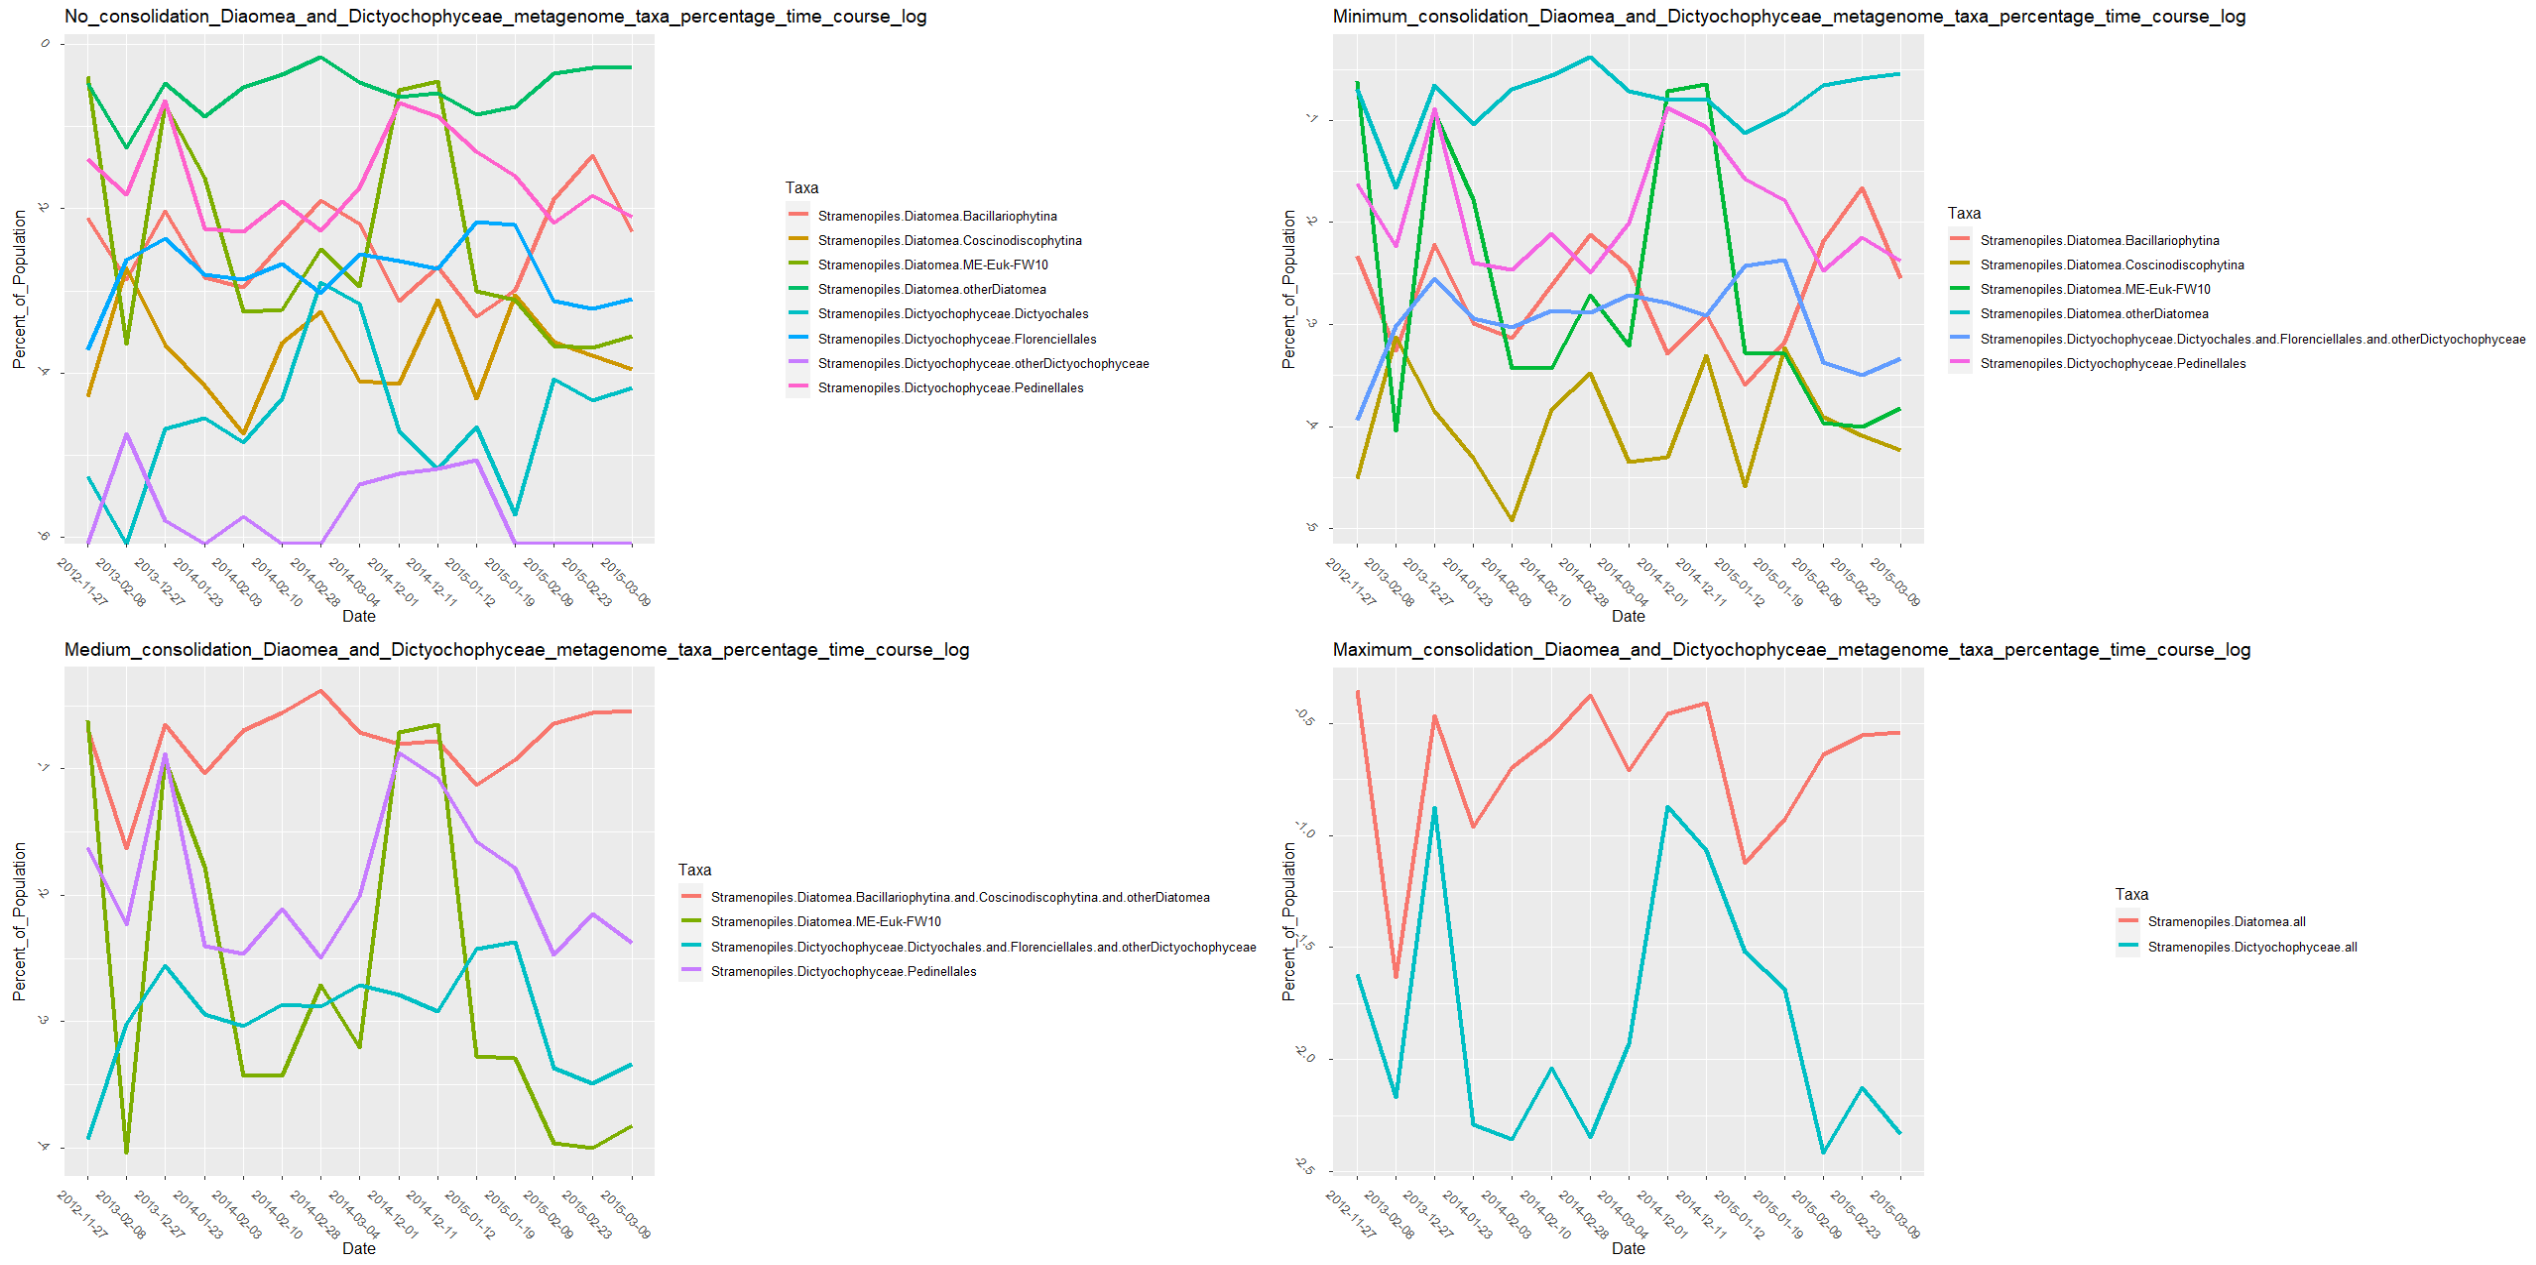 No_consolidation_Diaomea_and_Dictyochophyceae_metagenome_taxa_percentage_time_course_log
Percent_of_Population
0
-2
-4
-6
2012-11-27
2013-02-08
2013-12-27
2014-01-23
2014-02-03
2014-02-10
2014-02-28
2014-03-04
2014-12-01
2014-12-11
2015-01-12
2015-01-19
2015-02-09
2015-02-23
2015-03-09
Date
Taxa
Stramenopiles.Diatomea.Bacillariophytina
Stramenopiles.Diatomea.Coscinodiscophytina
Stramenopiles.Diatomea.ME-Euk-FW10
Stramenopiles.Diatomea.otherDiatomea
Stramenopiles.Dictyochophyceae.Dictyochales
Stramenopiles.Dictyochophyceae.Florenciellales
Stramenopiles.Dictyochophyceae.otherDictyochophyceae
Stramenopiles.Dictyochophyceae.Pedinellales
Minimum_consolidation_Diaomea_and_Dictyochophyceae_metagenome_taxa_percentage_time_course_log
Percent_of_Population
-1
-2
-3
-4
-5
2012-11-27
2013-02-08
2013-12-27
2014-01-23
2014-02-03
2014-02-10
2014-02-28
2014-03-04
2014-12-01
2014-12-11
2015-01-12
2015-01-19
2015-02-09
2015-02-23
2015-03-09
Date
Taxa
Stramenopiles.Diatomea.Bacillariophytina
Stramenopiles.Diatomea.Coscinodiscophytina
Stramenopiles.Diatomea.ME-Euk-FW10
Stramenopiles.Diatomea.otherDiatomea
Stramenopiles.Dictyochophyceae.Dictyochales.and.Florenciellales.and.otherDictyochophyceae
Stramenopiles.Dictyochophyceae.Pedinellales
Medium_consolidation_Diaomea_and_Dictyochophyceae_metagenome_taxa_percentage_time_course_log
Percent_of_Population
-1
-2
-3
-4
2012-11-27
2013-02-08
2013-12-27
2014-01-23
2014-02-03
2014-02-10
2014-02-28
2014-03-04
2014-12-01
2014-12-11
2015-01-12
2015-01-19
2015-02-09
2015-02-23
2015-03-09
Date
Taxa
Stramenopiles.Diatomea.Bacillariophytina.and.Coscinodiscophytina.and.otherDiatomea
Stramenopiles.Diatomea.ME-Euk-FW10
Stramenopiles.Dictyochophyceae.Dictyochales.and.Florenciellales.and.otherDictyochophyceae
Stramenopiles.Dictyochophyceae.Pedinellales
Maximum_consolidation_Diaomea_and_Dictyochophyceae_metagenome_taxa_percentage_time_course_log
Percent_of_Population
-0.5
-1.0
-1.5
-2.0
-2.5
2012-11-27
2013-02-08
2013-12-27
2014-01-23
2014-02-03
2014-02-10
2014-02-28
2014-03-04
2014-12-01
2014-12-11
2015-01-12
2015-01-19
2015-02-09
2015-02-23
2015-03-09
Date
Taxa
Stramenopiles.Diatomea.all
Stramenopiles.Dictyochophyceae.all